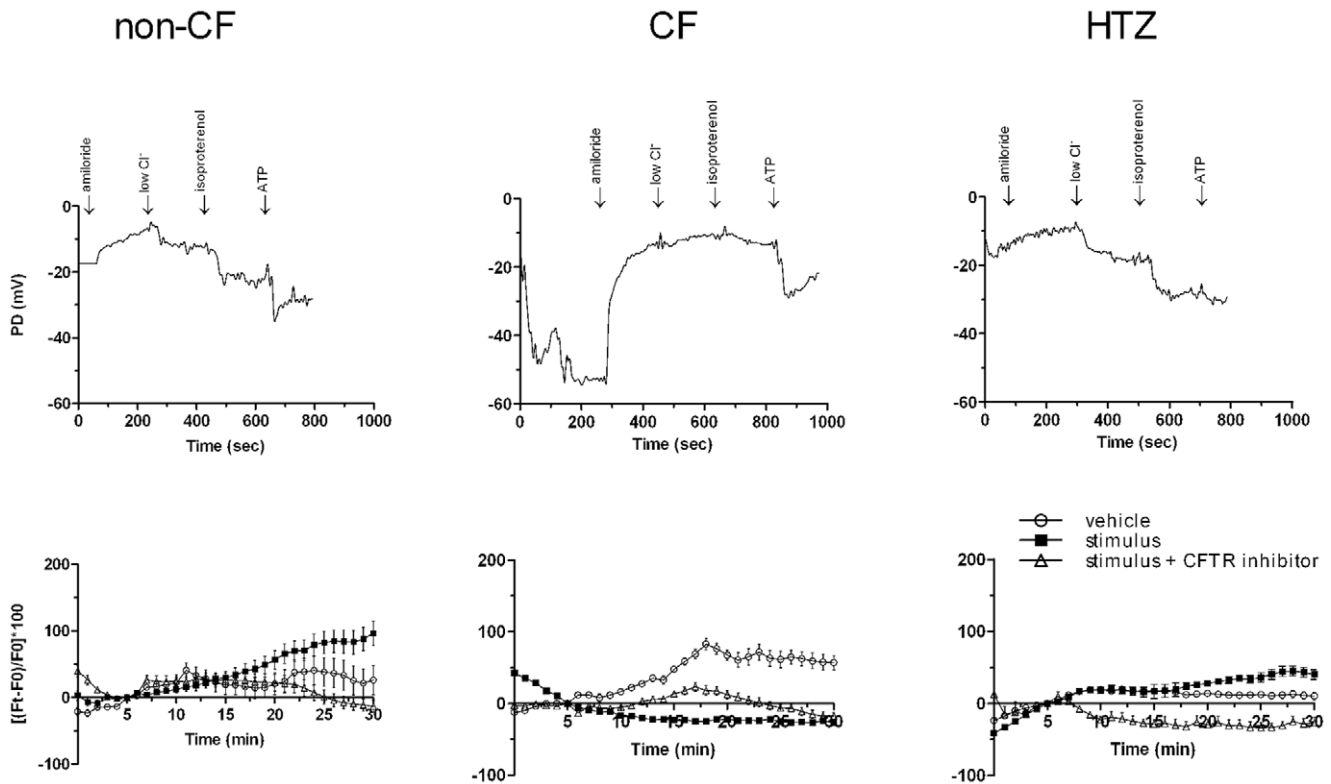 non-CF
CF
HTZ
amiloride
low Cl⁻
isoproterenol
ATP
amiloride
low Cl⁻
isoproterenol
ATP
amiloride
low Cl⁻
isoproterenol
ATP
PD (mV)
0
-20
-40
-60
0 200 400 600 800 1000
Time (sec)
0
-20
-40
-60
0 200 400 600 800 1000
Time (sec)
0
-20
-40
-60
0 200 400 600 800 1000
Time (sec)
vehicle
stimulus
stimulus + CFTR inhibitor
[(Ft-F0)/F0]*100
200
100
0
-100
5 10 15 20 25 30
Time (min)
200
100
0
-100
5 10 15 20 25 30
Time (min)
200
100
0
-100
5 10 15 20 25 30
Time (min)